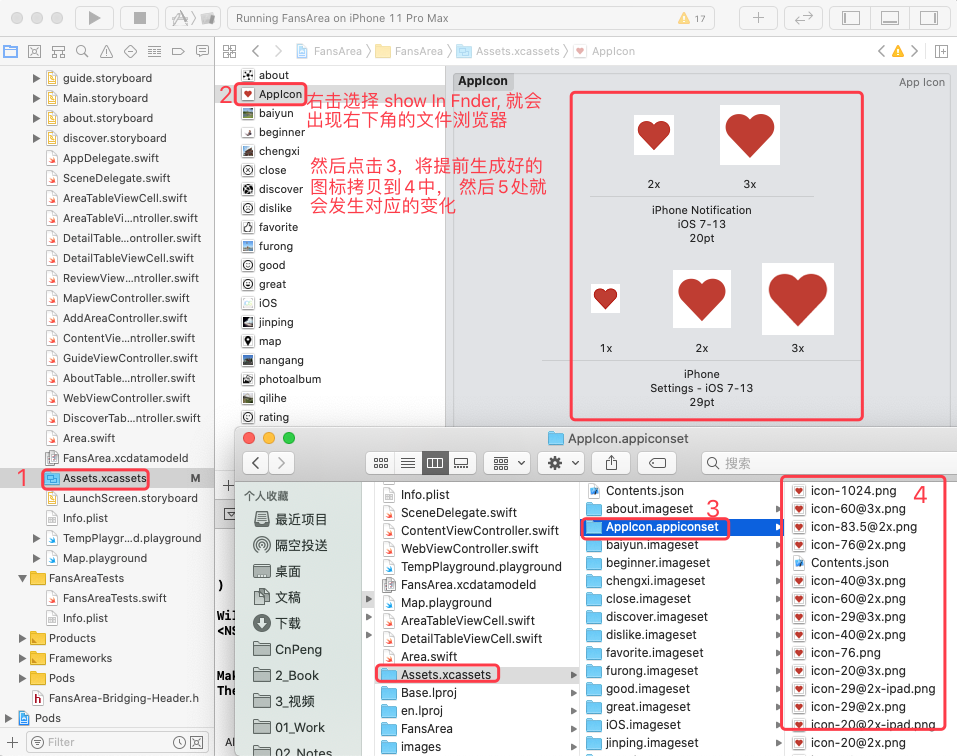 Running FansArea on iPhone 11 Pro Max
17
FansArea
FansArea
Assets.xcassets
AppIcon
guide.storyboard
Main.storyboard
about.storyboard
discover.storyboard
AppDelegate.swift
SceneDelegate.swift
AreaTableViewCell.swift
AreaTableVi...ntroller.swift
DetailTable...ontroller.swift
DetailTableViewCell.swift
ReviewView...ntroller.swift
MapViewController.swift
AddAreaController.swift
ContentVie...ntroller.swift
GuideViewController.swift
AboutTable...ntroller.swift
WebViewController.swift
DiscoverTab...ntroller.swift
Area.swift
FansArea.xcdatamodeld
1
Assets.xcassets
M
LaunchScreen.storyboard
Info.plist
TempPlaygr...d.playground
Map.playground
FansAreaTests
FansAreaTests.swift
Info.plist
Products
Frameworks
Pods
FansArea-Bridging-Header.h
Pods
Filter
about
2
AppIcon
baiyun
beginner
chengxi
close
discover
dislike
favorite
furong
good
great
iOS
jinping
map
nangang
photoalbum
qilihe
rating
右击选择 show In Fnder, 就会
出现右下角的文件浏览器
然后点击3，将提前生成好的
图标拷贝到4中， 然后5处就
会发生对应的变化
AppIcon
App Icon
2x
3x
iPhone Notification
iOS 7-13
20pt
1x
2x
3x
iPhone
Settings - iOS 7-13
29pt
)
Wil
<NS
Mak
The
Al
AppIcon.appiconset
搜索
个人收藏
最近项目
隔空投送
桌面
文稿
下载
CnPeng
2_Book
3_视频
01_Work
02_Notes
Info.plist
SceneDelegate.swift
ContentViewController.swift
WebViewController.swift
TempPlayground.playground
FansArea.xcdatamodeld
Map.playground
AreaTableViewCell.swift
DetailTableViewCell.swift
Area.swift
Assets.xcassets
Base.lproj
en.lproj
FansArea
images
Contents.json
about.imageset
3
AppIcon.appiconset
baiyun.imageset
beginner.imageset
chengxi.imageset
close.imageset
discover.imageset
dislike.imageset
favorite.imageset
furong.imageset
good.imageset
great.imageset
iOS.imageset
jinping.imageset
icon-1024.png
4
icon-60@3x.png
icon-83.5@2x.png
icon-76@2x.png
Contents.json
icon-40@3x.png
icon-60@2x.png
icon-29@3x.png
icon-40@2x.png
icon-76.png
icon-20@3x.png
icon-29@2x-ipad.png
icon-29@2x.png
icon-20@2x-ipad.png
icon-20@2x.png